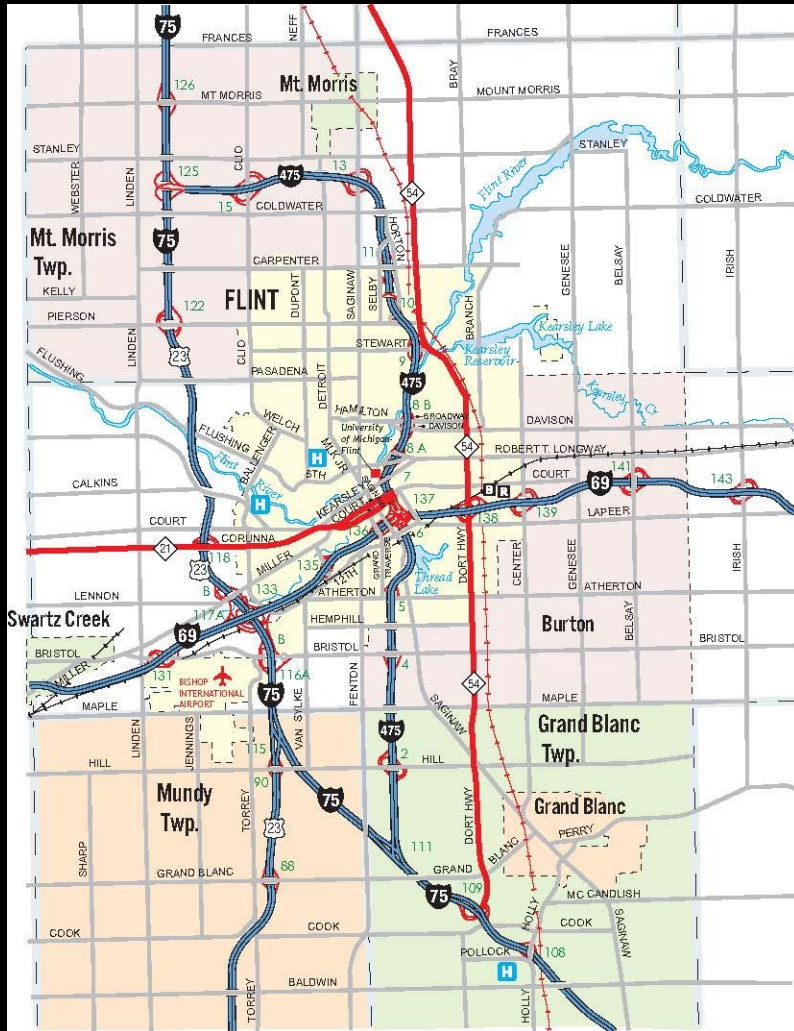 75
FRANCES
NEFF
FRANCES
126
MT MORRIS
Mt. Morris
BRAY
MOUNT MORRIS
STANLEY
WEBSTER
LINDEN
125
CLIO
475
13
STANLEY
Flint River
54
15
COLDWATER
COLDWATER
HORTON
Mt. Morris
Twp.
75
11
CARPENTER
DUPONT
SAGINAW
SELBY
GENESEE
BELSAY
IRISH
KELLY
FLINT
10
BRANCH
PIERSON
122
LINDEN
CLIO
STEWART
9
Kearsley Lake
Kearsley
Reservoir
FLUSHING
23
PASADENA
DETROIT
475
Kearsley Cr.
HAMILTON
8 B
BROADWAY
DAVISON
DAVISON
WELCH
FLUSHING
BALLENGER
MLK JR
University
of Michigan-
Flint
54
ROBERT T. LONGWAY
H
5TH
8 A
Flint River
CALKINS
7
COURT
141
143
H
KEARSLEY
COURT
SAGINAW
137
B R
69
COURT
CORUNNA
136
138
139
LAPEER
21
118
MILLER
6
23
135
12TH
GRAND TRAVERSE
DORT HWY
CENTER
GENESEE
IRISH
Thread
Lake
LENNON
B
133
ATHERTON
ATHERTON
117A
5
HEMPHILL
BELSAY
Swartz Creek
69
B
Burton
BRISTOL
BRISTOL
BRISTOL
MILLER
131
BISHOP
INTERNATIONAL
AIRPORT
116A
4
FENTON
54
75
SAGINAW
MAPLE
VAN SYLKE
MAPLE
LINDEN
JENNINGS
475
Grand Blanc
Twp.
115
2
HILL
HILL
90
Mundy
Twp.
TORREY
75
23
Grand Blanc
DORT HWY
SHARP
111
BLANC
PERRY
88
GRAND BLANC
GRAND
75
109
MC CANDLISH
COOK
COOK
HOLLY
COOK
SAGINAW
POLLOCK
108
H
BALDWIN
TORREY
HOLLY